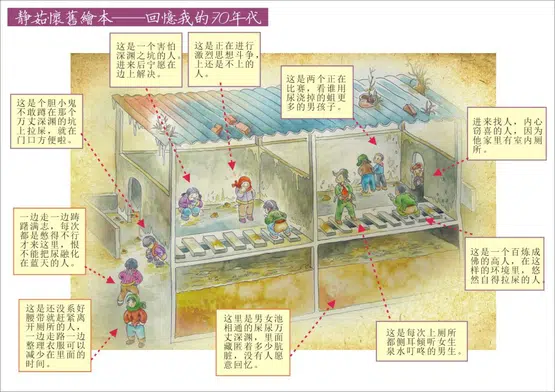 静茹懷舊繪本——回憶我的70年代
这是一个害怕
深渊之坑的人。
进来后宁愿在
边上解决。
这是正在进行
激烈思想斗争，
上还是不上的
人。
这是两个正在
比赛，看谁用
尿浇掉的蛆更
多的男孩子。
这是个胆小鬼
不敢蹲在那个
万丈深渊的坑
上拉屎，就在
门口方便啦。
进来找人，内心
窃喜的人，因为
他家里有室内厕
所。
一边走一边踌
躇满志，每次
都是憋得不行
才来这里，恨
不能把尿融化
在蓝天的人。
这是一个百炼成
佛的高人，在这
样的环境里，悠
然自得拉屎的人。
这是还没系好
腰带就赶紧离
开厕所的人，
一边走路一边
整理衣服可以
减少在里面的
时间。
这里是男女池
相通的屎尿万
丈深渊，里面
藏匿着多少肮
脏，没有人愿
意回忆。
这是每次上厕所
都侧耳倾听女生
泉水叮咚的男生。